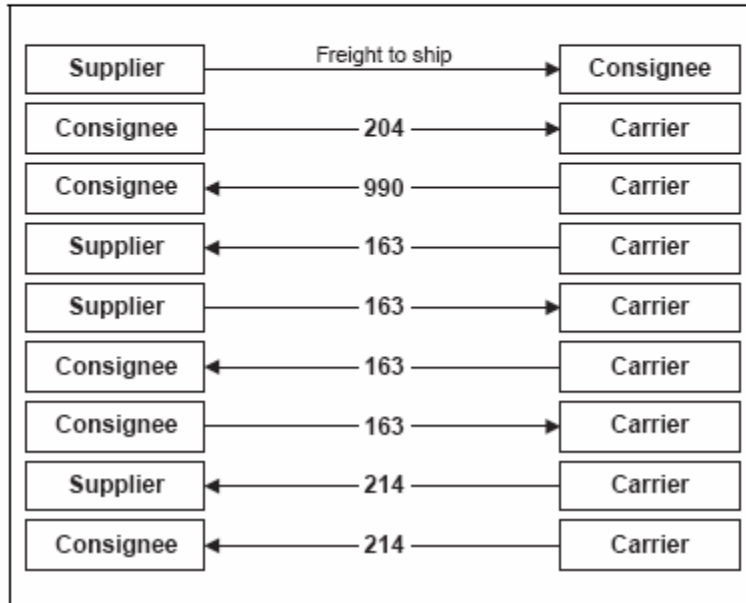 Supplier Freight to ship Consignee
Consignee 204 Carrier
Consignee 990 Carrier
Supplier 163 Carrier
Supplier 163 Carrier
Consignee 163 Carrier
Consignee 163 Carrier
Supplier 214 Carrier
Consignee 214 Carrier